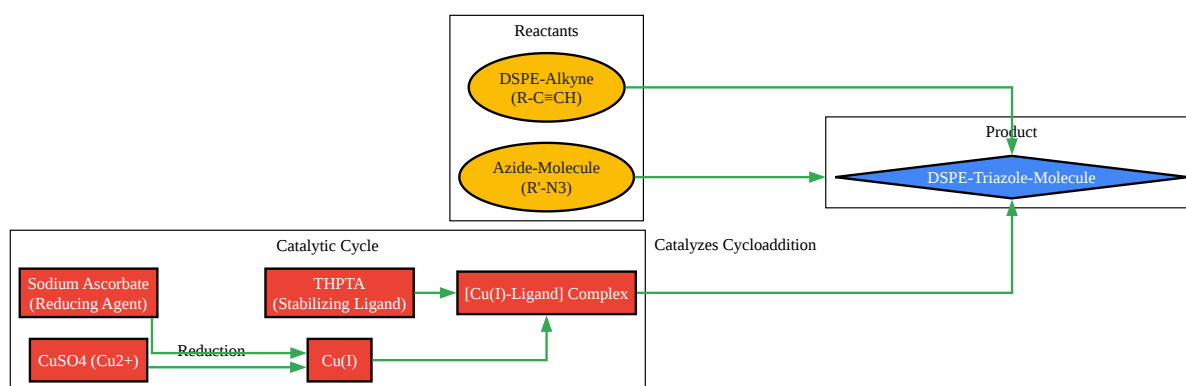 Reactants
DSPE-Alkyne
(R-C≡CH)
Azide-Molecule
(R'-N3)
Product
DSPE-Triazole-Molecule
Catalytic Cycle
Catalyzes Cycloaddition
Sodium Ascorbate
(Reducing Agent)
THPTA
(Stabilizing Ligand)
[Cu(I)-Ligand] Complex
CuSO4 (Cu2+)
Reduction
Cu(I)